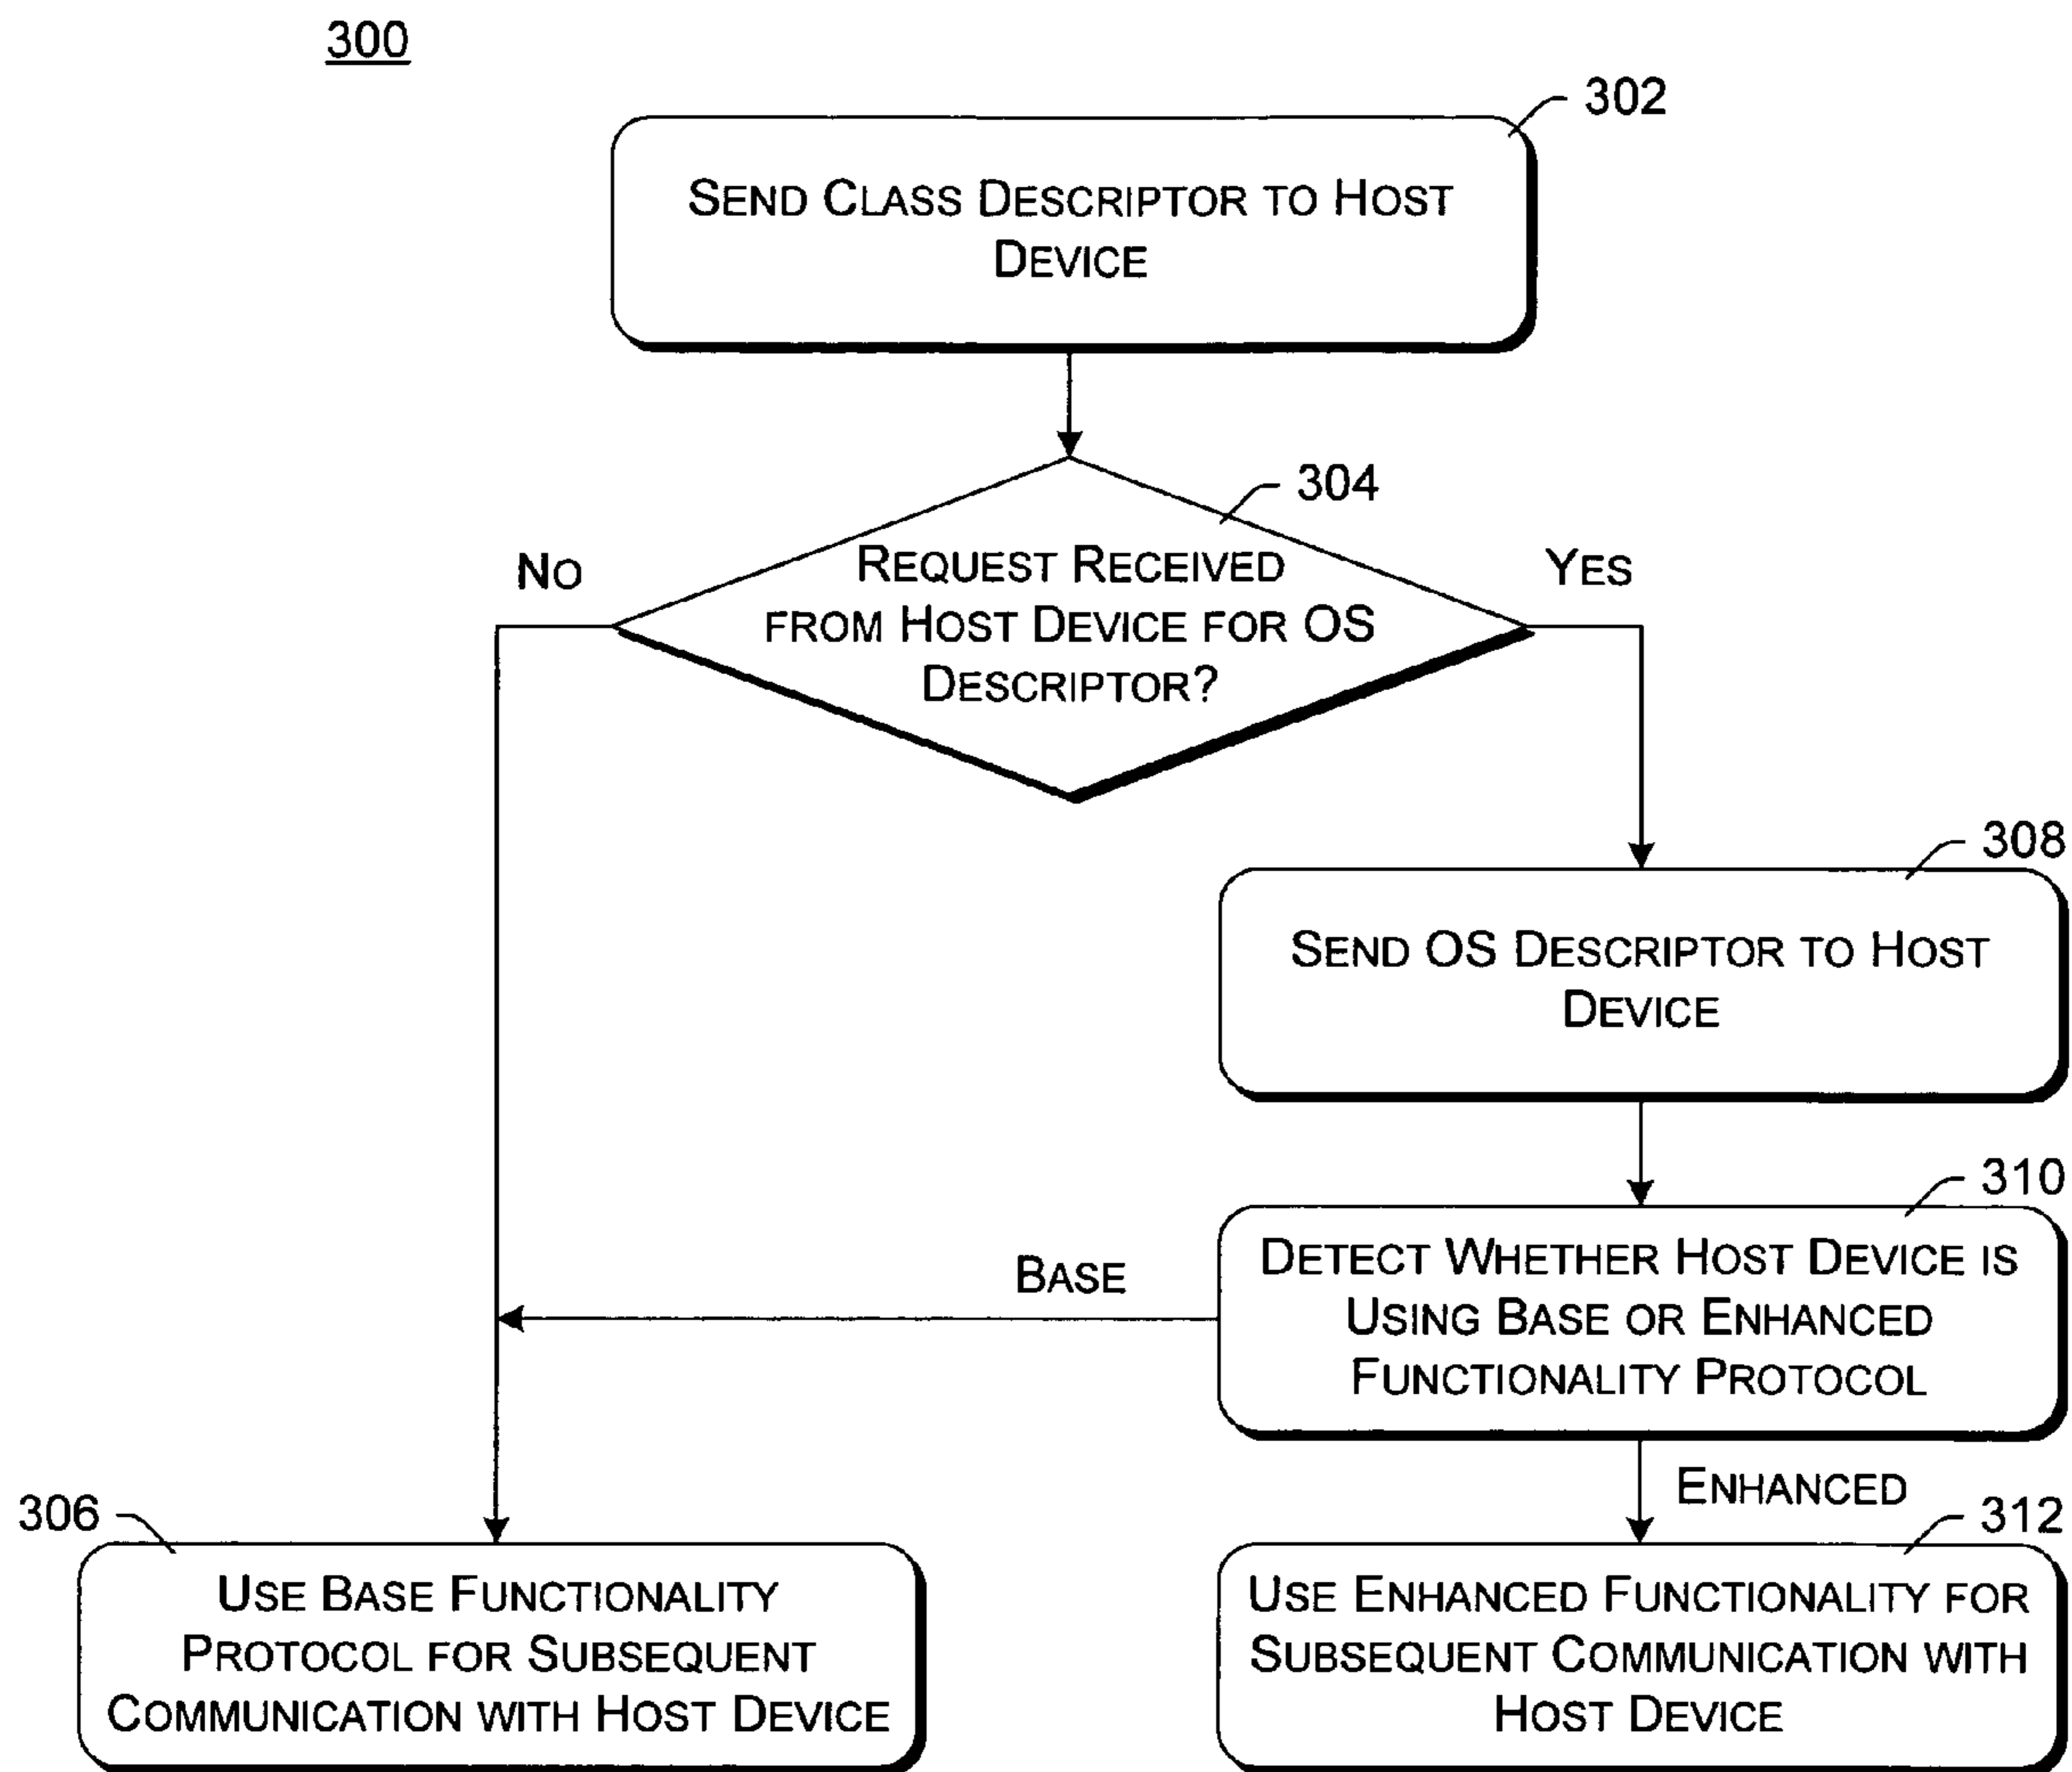 300
302
SEND CLASS DESCRIPTOR TO HOST
DEVICE
304
NO
YES
REQUEST RECEIVED
FROM HOST DEVICE FOR OS
DESCRIPTOR?
308
SEND OS DESCRIPTOR TO HOST
DEVICE
310
BASE
DETECT WHETHER HOST DEVICE IS
USING BASE OR ENHANCED
FUNCTIONALITY PROTOCOL
ENHANCED
306
USE BASE FUNCTIONALITY
PROTOCOL FOR SUBSEQUENT
COMMUNICATION WITH HOST DEVICE
312
USE ENHANCED FUNCTIONALITY FOR
SUBSEQUENT COMMUNICATION WITH
HOST DEVICE